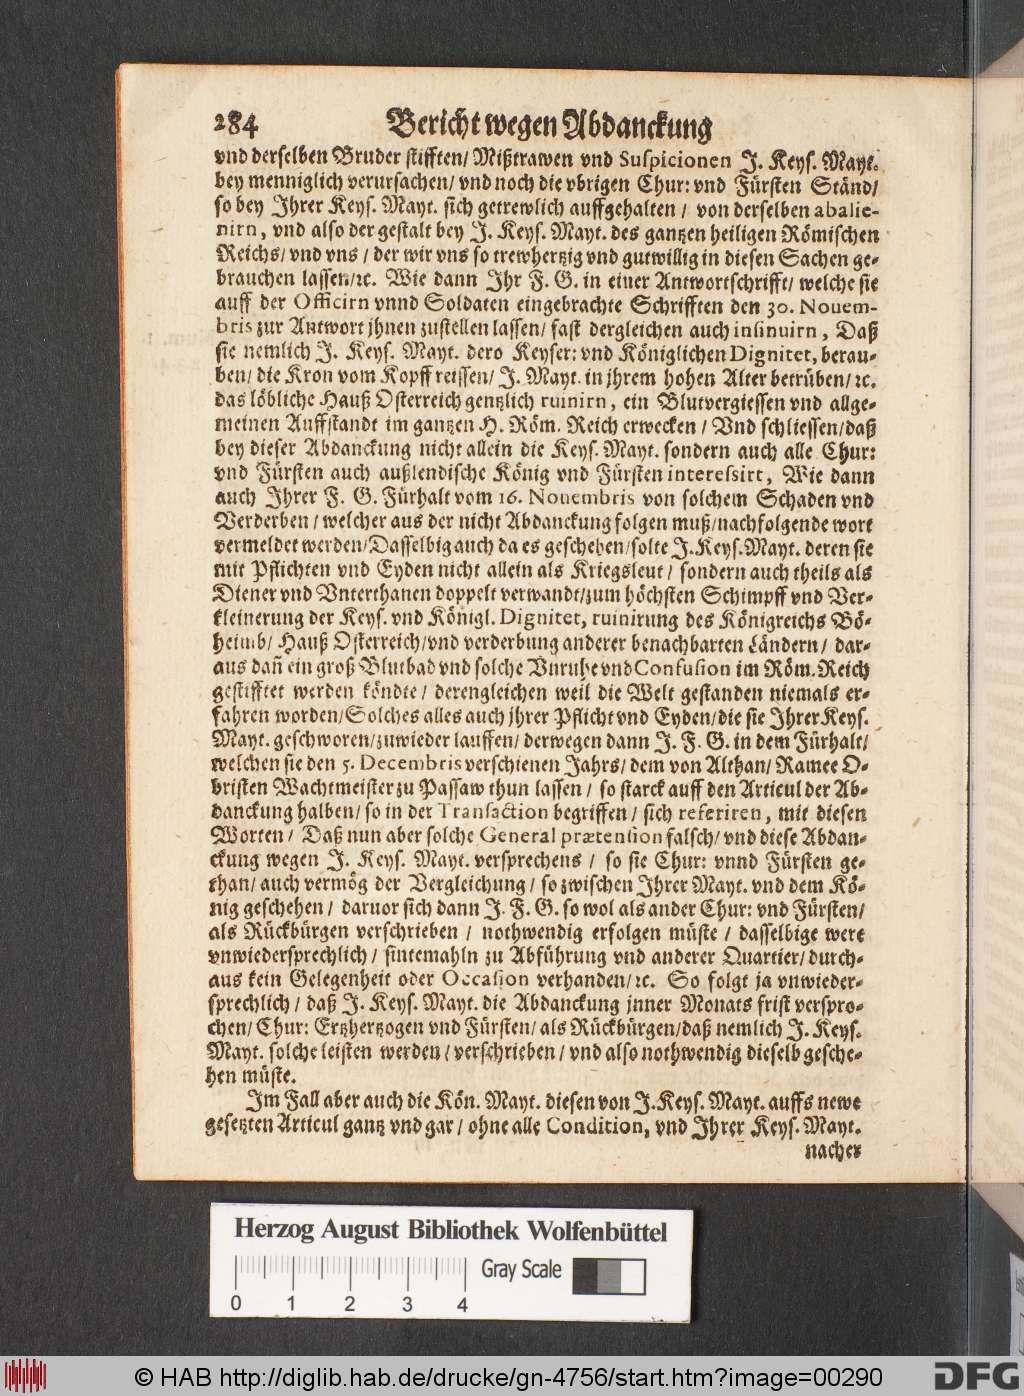 284 Bericht wegen Abdanckung
vnd derselben Bruder stifften/ Mißtrawen vnd Suspicionen J. Keys. Mayt.
bey menniglich verursachen/ vnd noch die vbrigen Chur: vnd Fürsten Ständ/
so bey Jhrer Keys. Mayt. sich getrewlich auffgehalten / von derselben abalie-
nirn, vnd also der gestalt bey J. Keys. Mayt. des gantzen heiligen Römischen
Reichs/ vnd vns / der wir vns so trewhertzig vnd gutwillig in diesen Sachen ge-
brauchen lassen/ꝛc. Wie dann Jhr F. G. in einer Antwortschrifft/ welche sie
auff der Officirn vnnd Soldaten eingebrachte Schrifften den 30. Nouem-
bris zur Antwort jhnen zustellen lassen/ fast dergleichen auch insinuirn, Daß
sie nemlich J. Keys. Mayt. dero Keyser: vnd Königlichen Dignitet, berau-
ben/ die Kron vom Kopff reissen/ J. Mayt. in jhrem hohen Alter betrüben/ ꝛc.
das löbliche Hauß Osterreich gentzlich ruinirn, ein Blutvergiessen vnd allge-
meinen Auffständt im gantzen H. Röm. Reich erwecken / Vnd schliessen/daß
bey dieser Abdanckung nicht allein die Keys. Mayt. sondern auch alle Chur:
vnd Fürsten auch außlendische König vnd Fürsten interessirt, Wie dann
auch Jhrer F. G. Fürhalt vom 16. Nouembris von solchem Schaden vnd
Verderben / welcher aus der nicht Abdanckung folgen muß/nachfolgende wort
vermeldet werden/Dasselbig auch da es geschehen/solte J.Keys.Mayt. deren sie
mit Pflichten vnd Eyden nicht allein als Kriegsleut / sondern auch theils als
Diener vnd Vnterthanen doppelt verwandt/zum höchsten Schimpff vnd Ver-
kleinerung der Keys. vnd Königl. Dignitet, ruinirung des Königreichs Bö-
heimb/ Hauß Osterreich/vnd verderbung anderer benachbarten Ländern / dar-
aus dañ ein groß Blutbad vnd solche Vnruhe vnd Confusion im Röm. Reich
gestifftet werden köndte / derengleichen weil die Welt gestanden niemals er-
fahren worden/Solches alles auch jhrer Pflicht vnd Eyden/die sie Jhrer Keys.
Mayt. geschworen/zuwieder lauffen/ derwegen dann J. F. G. in dem Fürhalt/
welchen sie den 5. Decembris verschienen Jahrs/ dem von Althan/ Ramee O-
bristen Wachtmeister zu Passaw thun lassen / so starck auff den Articul der Ab-
danckung halben/ so in der Transaction begriffen / sich referiren, mit diesen
Worten / Daß nun aber solche General prætension falsch/ vnd diese Abdan-
ckung wegen J. Keys. Mayt. versprechens / so sie Chur: vnnd Fürsten ge-
than/ auch vermög der Vergleichung / so zwischen Jhrer Mayt. vnd dem Kö-
nig geschehen / daruor sich dann J. F. G. so wol als ander Chur: vnd Fürsten/
als Rückbürgen verschrieben / nothwendig erfolgen müste / dasselbige were
vnwiedersprechlich / sintemahln zu Abführung vnd anderer Quartier/ durch-
aus kein Gelegenheit oder Occasion verhanden/ ꝛc. So folgt ja vnwieder-
sprechlich / daß J. Keys. Mayt. die Abdanckung jnner Monats frist verspro-
chen/ Chur: Ertzhertzogen vnd Fürsten/ als Rückbürgen/daß nemlich J. Keys.
Mayt. solche leisten werden / verschrieben / vnd also nothwendig dieselb gesche-
hen müste.
Jm Fall aber auch die Kön. Mayt. diesen von J.Keys. Mayt. auffs newe
gesetzten Articul gantz vnd gar / ohne alle Condition, vnd Jhrer Keys. Mayt.
nacher
Herzog August Bibliothek Wolfenbüttel
Gray Scale
0 1 2 3 4
© HAB http://diglib.hab.de/drucke/gn-4756/start.htm?image=00290
DFG